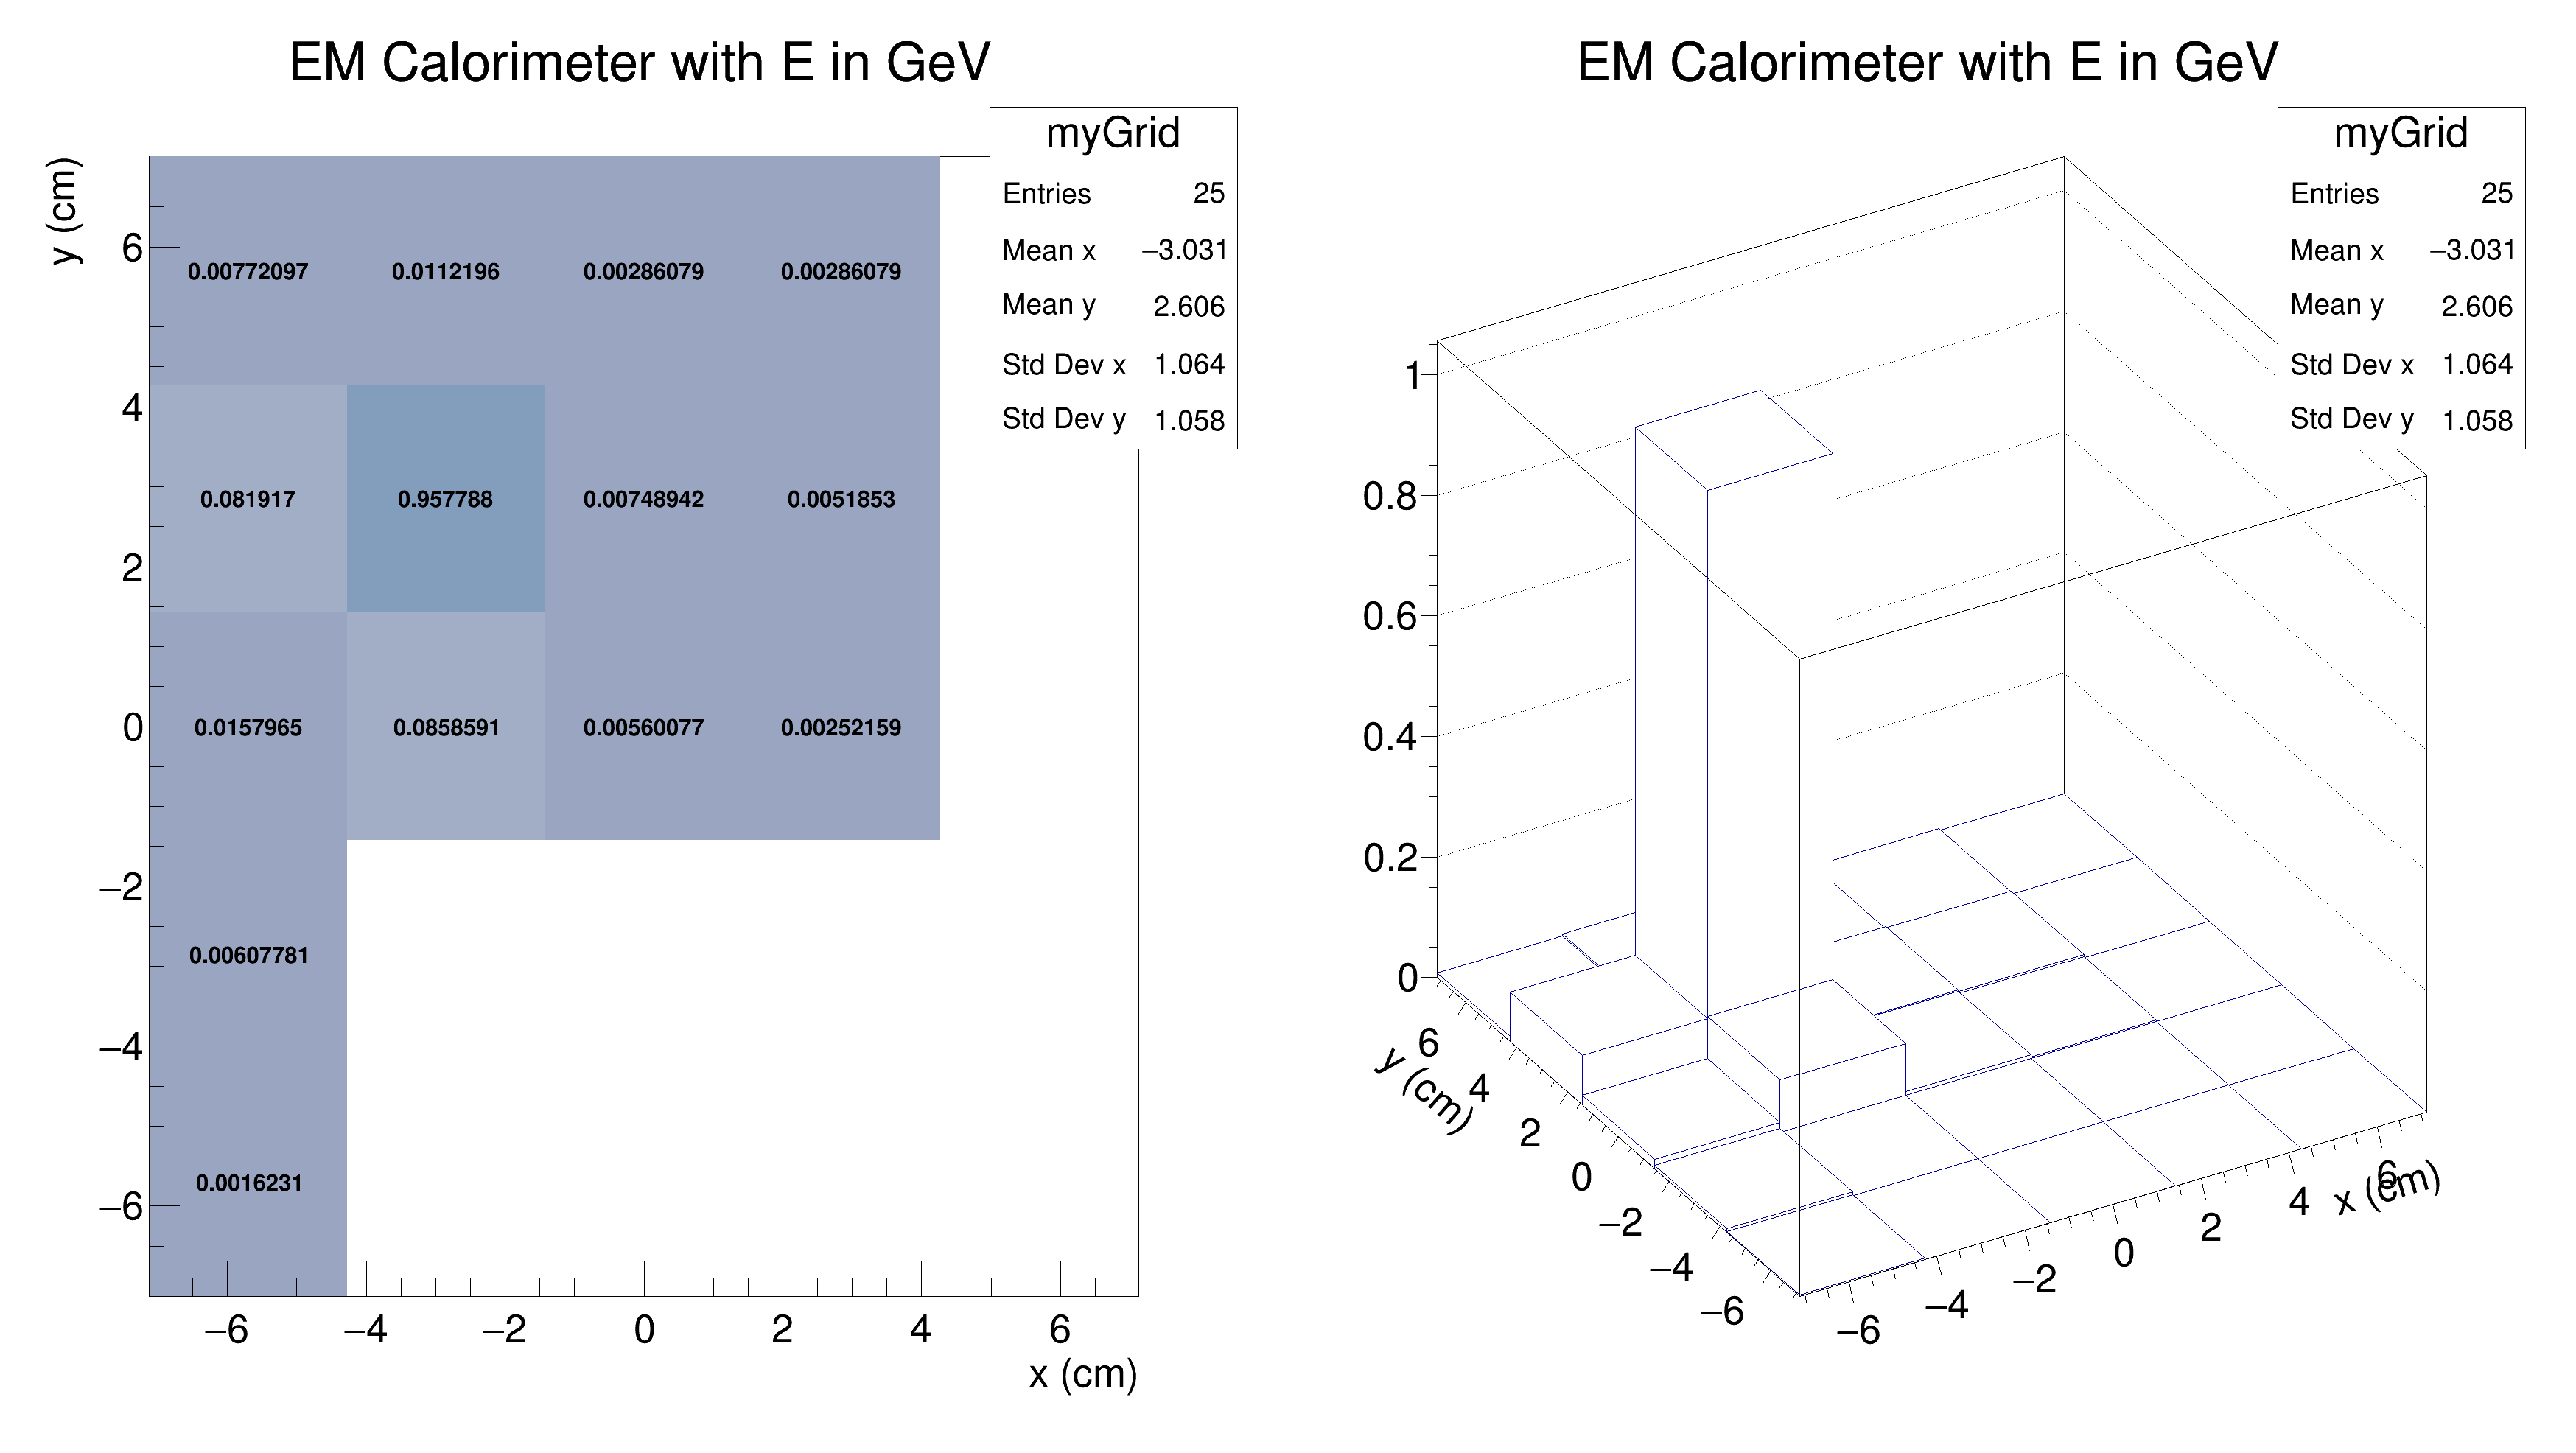 EM Calorimeter with E in GeV
myGrid
Entries 25
Mean x −3.031
Mean y 2.606
Std Dev x 1.064
Std Dev y 1.058
y (cm)
6
0.00772097 0.0112196 0.00286079 0.00286079
4
0.081917 0.957788 0.00748942 0.0051853
2
0
0.0157965 0.0858591 0.00560077 0.00252159
−2
0.00607781
−4
0.0016231
−6
−6 −4 −2 0 2 4 6
x (cm)
EM Calorimeter with E in GeV
myGrid
Entries 25
Mean x −3.031
Mean y 2.606
Std Dev x 1.064
Std Dev y 1.058
1
0.8
0.6
0.4
0.2
0
6
4
2
0
−2
−4
−6
y (cm)
−6
−4
−2
0
2
4
6
x (cm)